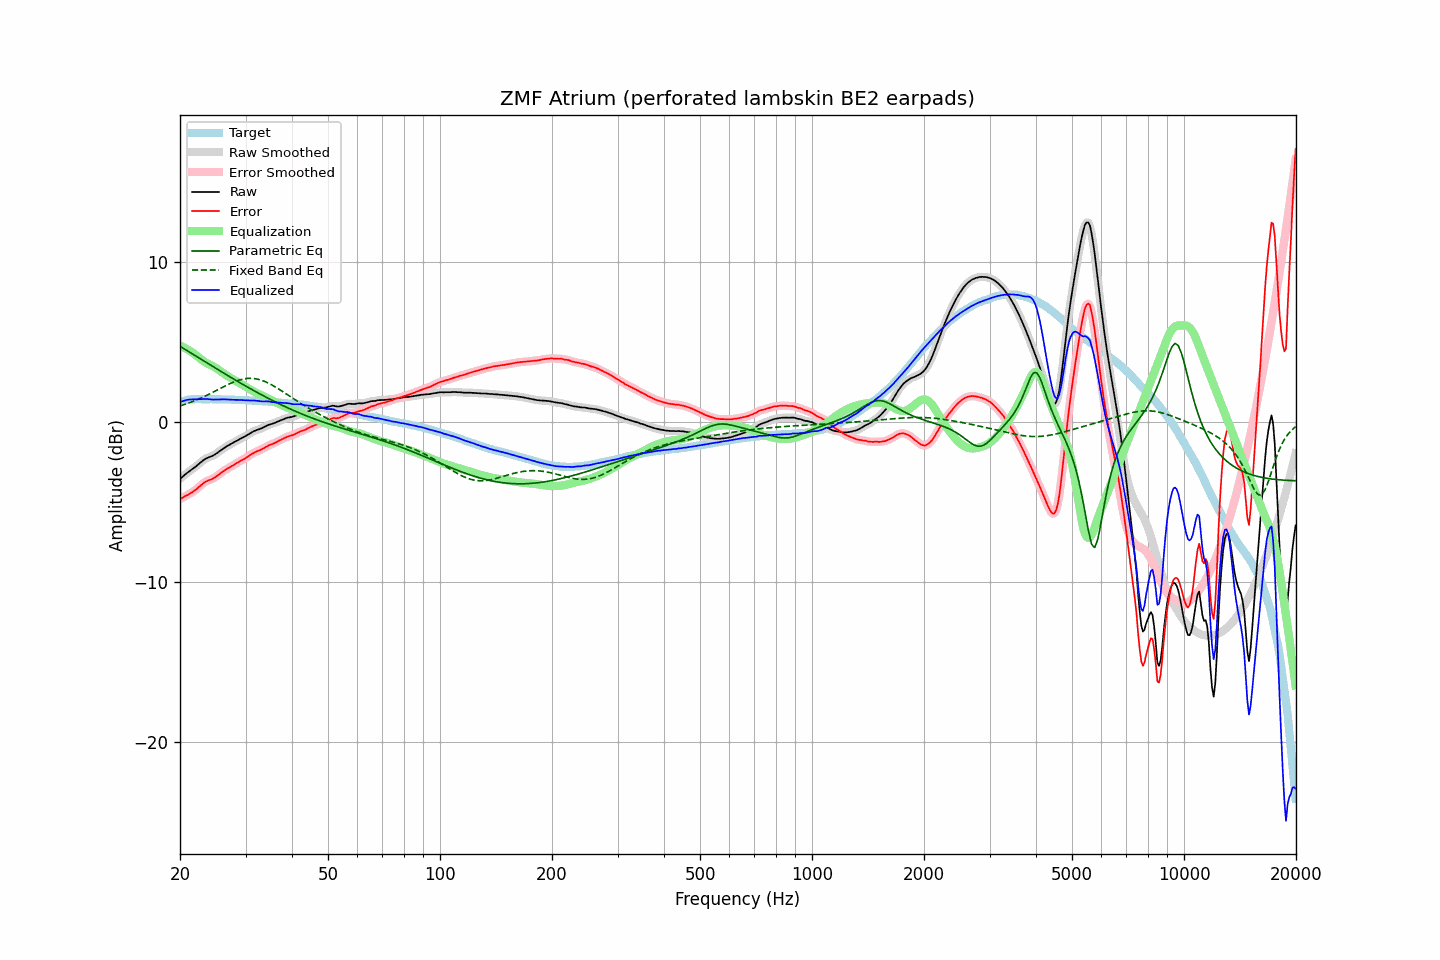 ZMF Atrium (perforated lambskin BE2 earpads)
Target
Raw Smoothed
Error Smoothed
Raw
Error
Equalization
Parametric Eq
Fixed Band Eq
Equalized
10
0
−10
−20
Amplitude (dBr)
20 50 100 200 500 1000 2000 5000 10000 20000
Frequency (Hz)